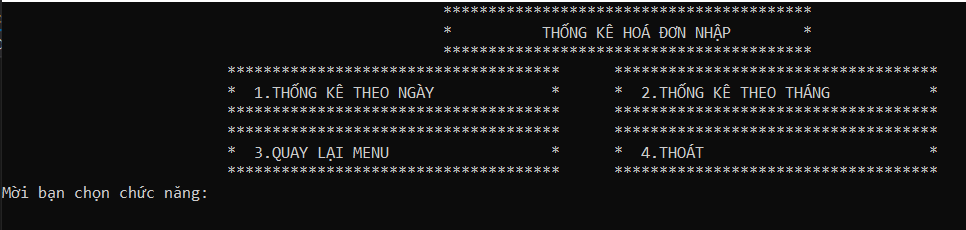 *****************************************
* THỐNG KÊ HOÁ ĐƠN NHẬP *
*****************************************
************************************* ************************************
* 1.THỐNG KÊ THEO NGÀY * * 2.THỐNG KÊ THEO THÁNG *
************************************* ************************************
************************************* ************************************
* 3.QUAY LẠI MENU * * 4.THOÁT *
************************************* ************************************
Mời bạn chọn chức năng: